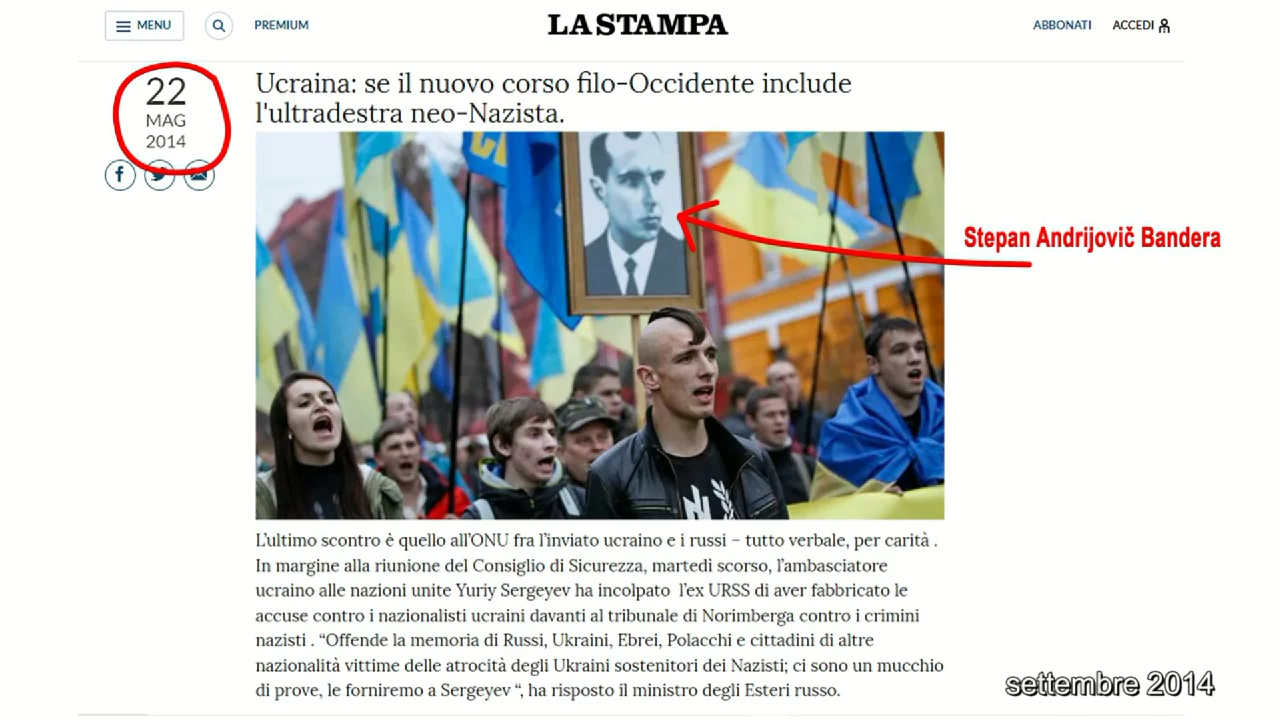 MENU
PREMIUM
LA STAMPA
ABBONATI
ACCEDI
22
MAG
2014
Ucraina: se il nuovo corso filo-Occidente include
l'ultradestra neo-Nazista.
Stepan Andrijovič Bandera
L'ultimo scontro è quello all'ONU fra l'inviato ucraino e i russi – tutto verbale, per carità .
In margine alla riunione del Consiglio di Sicurezza, martedì scorso, l'ambasciatore
ucraino alle nazioni unite Yuriy Sergeyev ha incolpato l'ex URSS di aver fabbricato le
accuse contro i nazionalisti ucraini davanti al tribunale di Norimberga contro i crimini
nazisti . “Offende la memoria di Russi, Ukraini, Ebrei, Polacchi e cittadini di altre
nazionalità vittime delle atrocità degli Ukraini sostenitori dei Nazisti; ci sono un mucchio
di prove, le forniremo a Sergeyev “, ha risposto il ministro degli Esteri russo.
settembre 2014